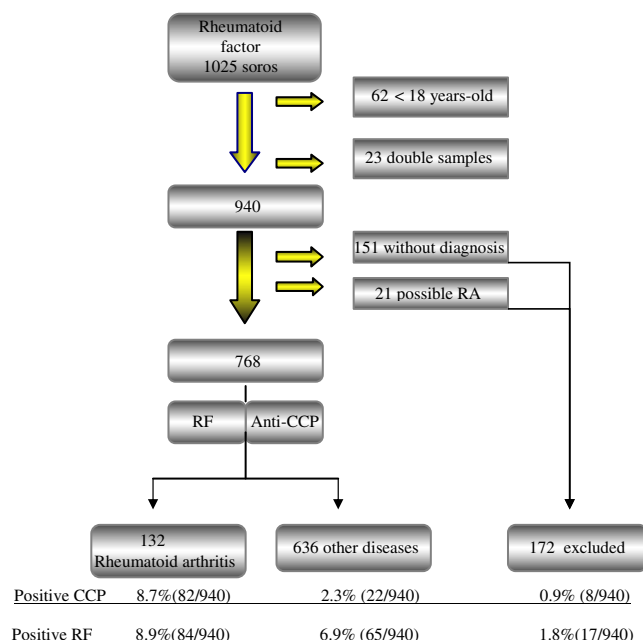 Rheumatoid
factor
1025 soros
62 < 18 years-old
23 double samples
940
151 without diagnosis
21 possible RA
768
RF Anti-CCP
132
Rheumatoid arthritis
636 other diseases
172 excluded
Positive CCP 8.7%(82/940) 2.3% (22/940) 0.9% (8/940)
Positive RF 8.9%(84/940) 6.9% (65/940) 1.8%(17/940)